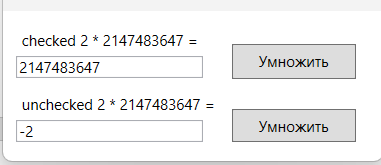 checked 2 * 2147483647 =
2147483647
Умножить
unchecked 2 * 2147483647 =
-2
Умножить